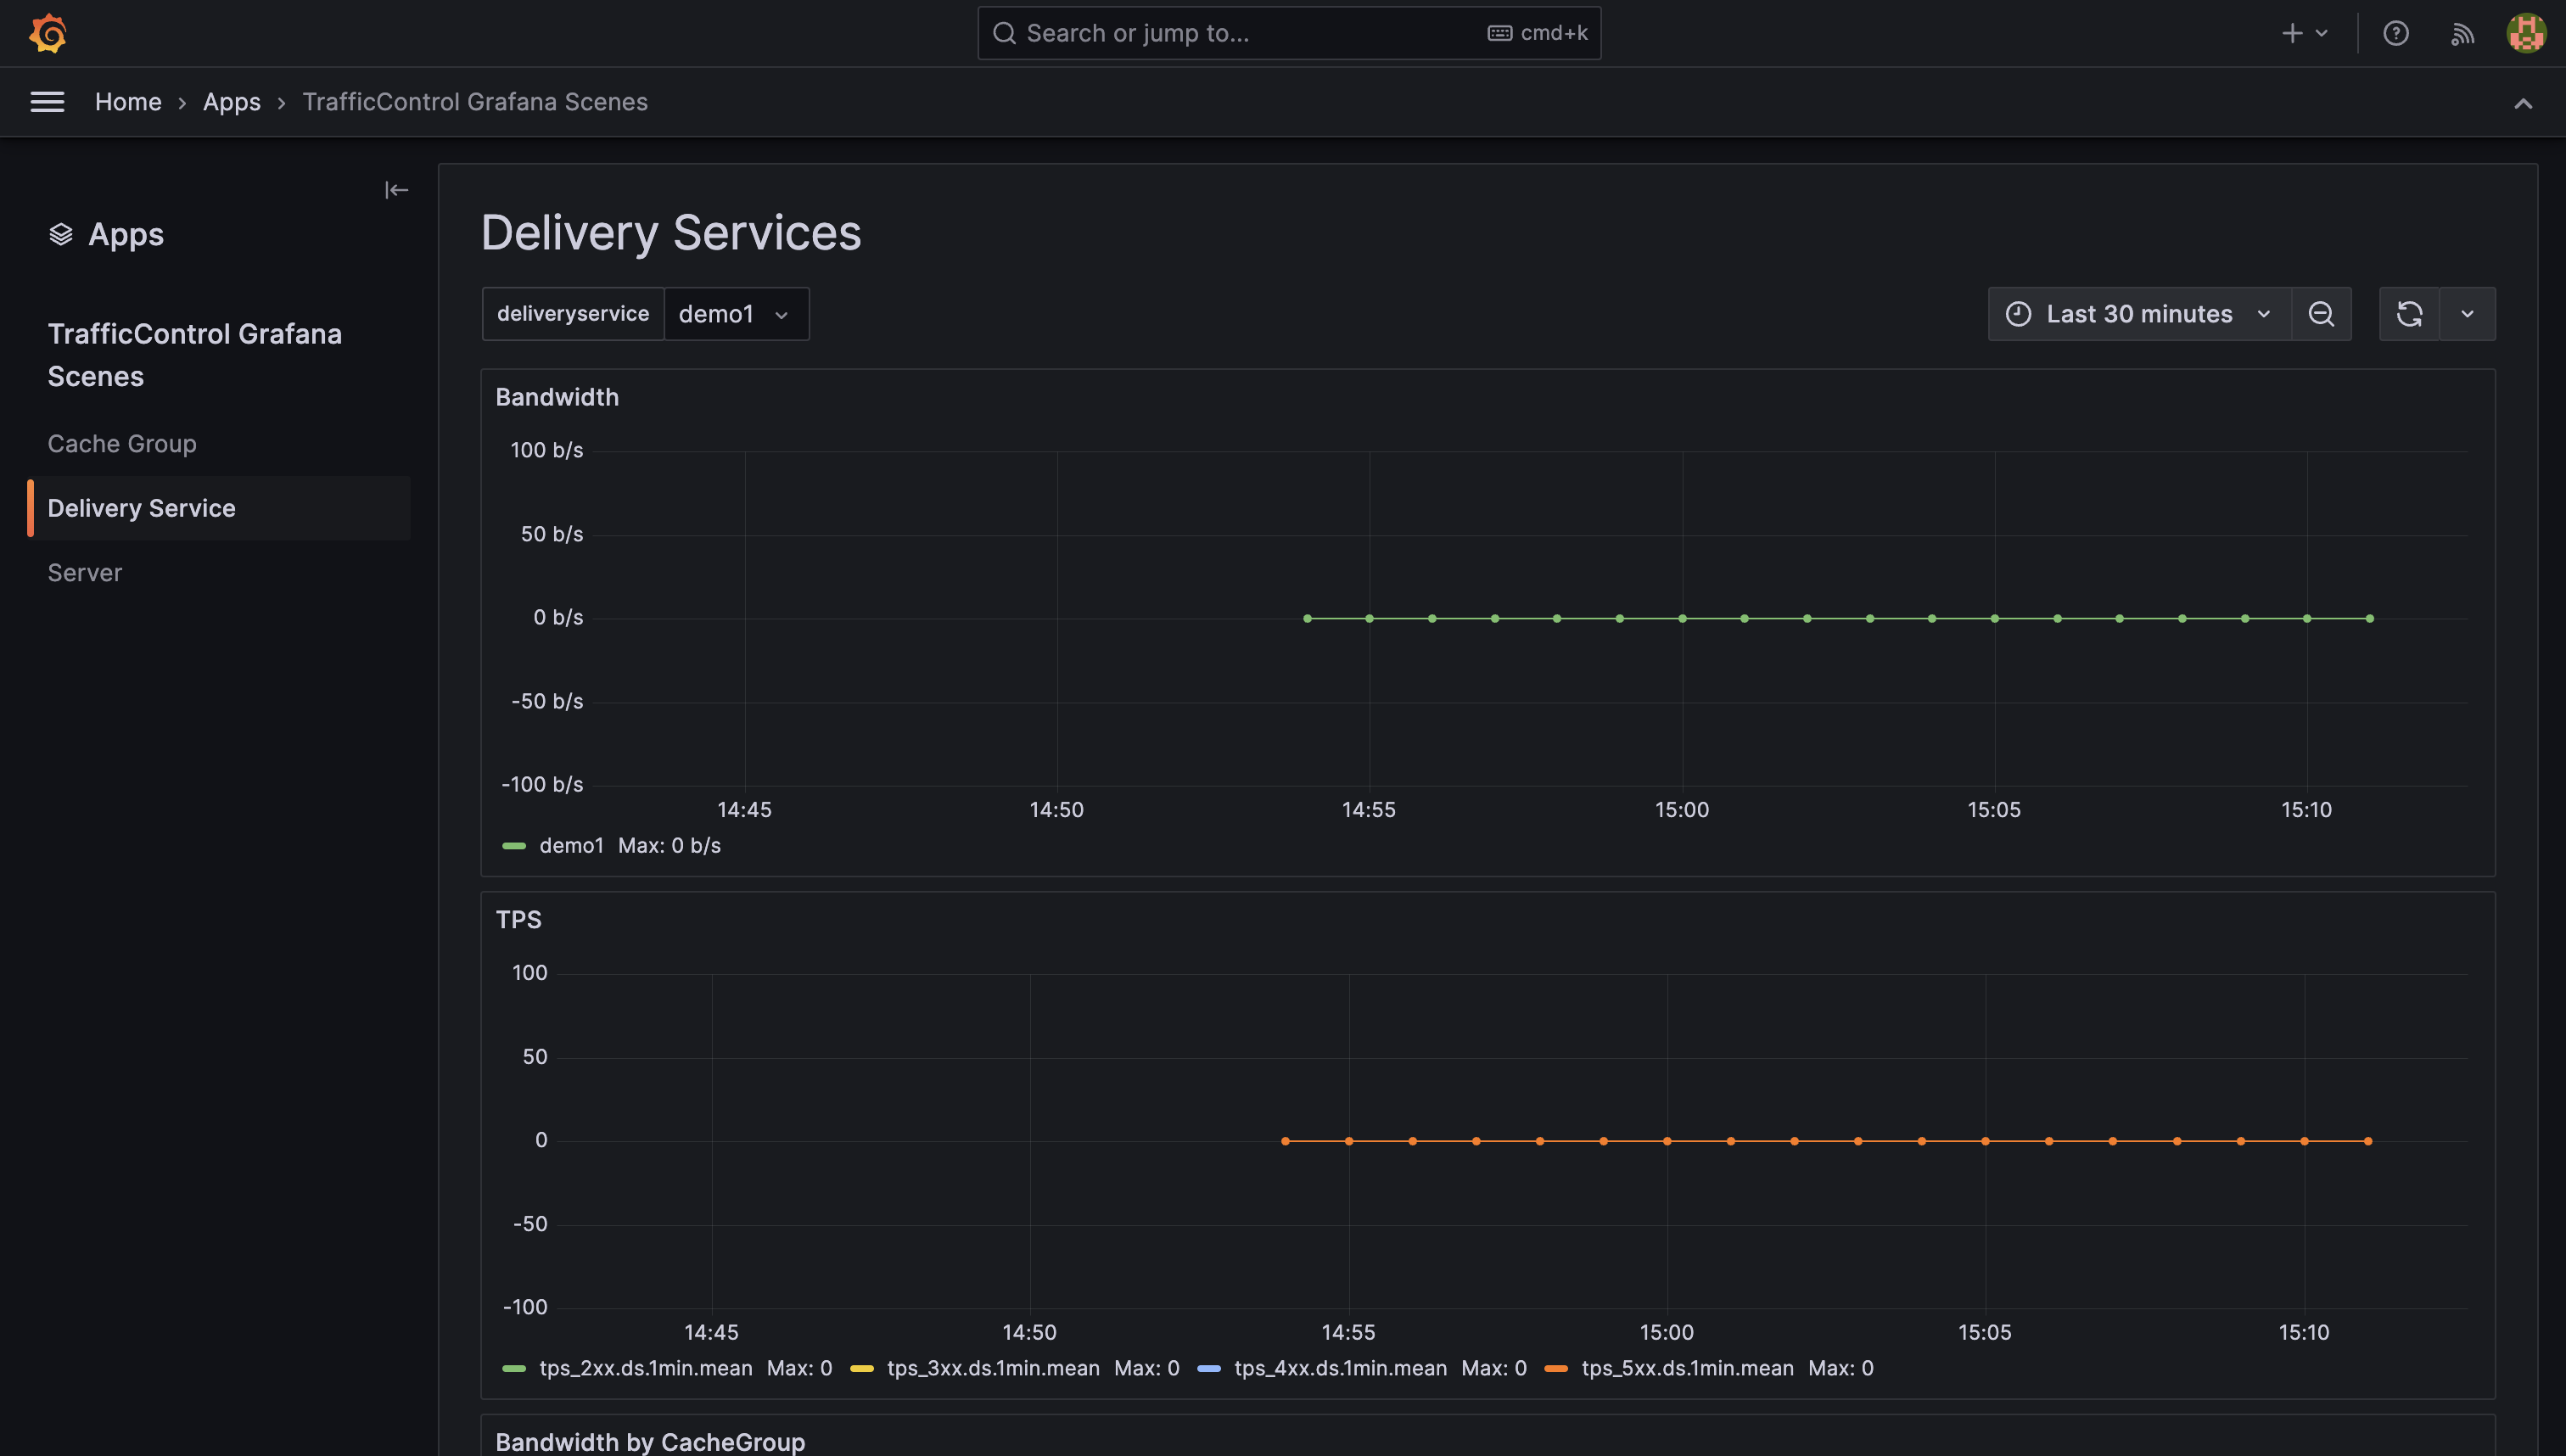 Search or jump to...
cmd+k
Home › Apps › TrafficControl Grafana Scenes
Apps
TrafficControl Grafana
Scenes
Cache Group
Delivery Service
Server
Delivery Services
deliveryservice
demo1
Last 30 minutes
Bandwidth
100 b/s
50 b/s
0 b/s
-50 b/s
-100 b/s
14:45 14:50 14:55 15:00 15:05 15:10
demo1 Max: 0 b/s
TPS
100
50
0
-50
-100
14:45 14:50 14:55 15:00 15:05 15:10
tps_2xx.ds.1min.mean Max: 0 tps_3xx.ds.1min.mean Max: 0 tps_4xx.ds.1min.mean Max: 0 tps_5xx.ds.1min.mean Max: 0
Bandwidth by CacheGroup